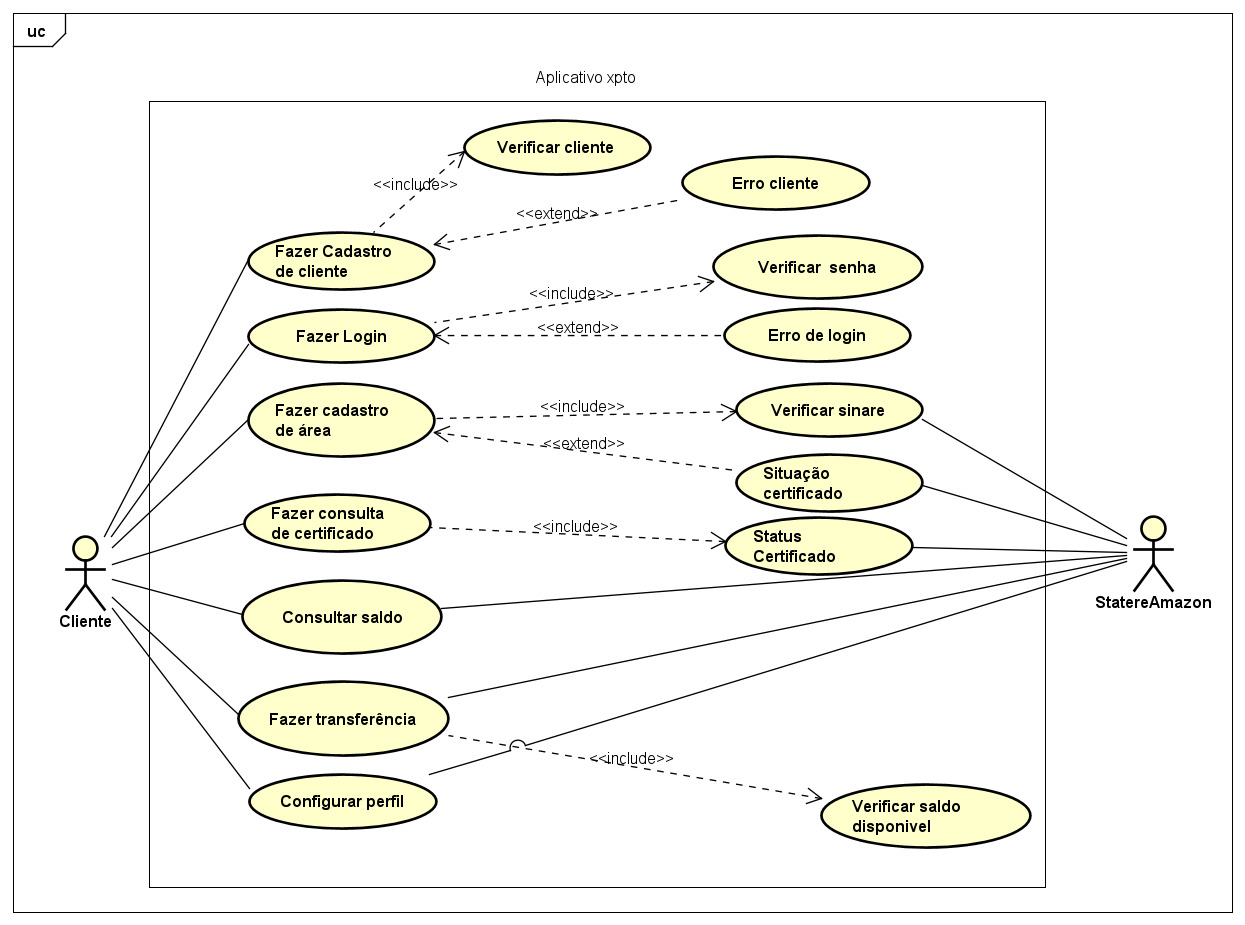 uc
Aplicativo xpto
Verificar cliente
<<include>>
Erro cliente
<<extend>>
Fazer Cadastro
de cliente
Verificar senha
<<include>>
Fazer Login
<<extend>>
Erro de login
Fazer cadastro
de área
<<include>>
Verificar sinare
<<extend>>
Situação
certificado
Fazer consulta
de certificado
<<include>>
Status
Certificado
Cliente
StatereAmazon
Consultar saldo
Fazer transferência
<<include>>
Configurar perfil
Verificar saldo
disponivel